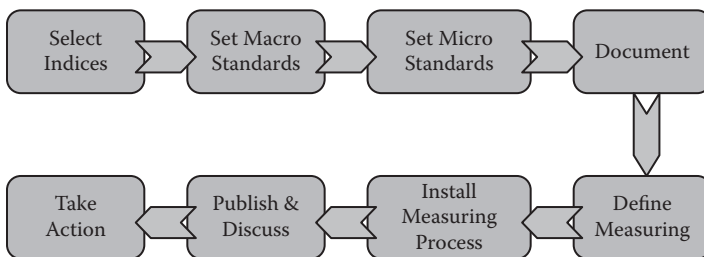 Select
Indices
Set Macro
Standards
Set Micro
Standards
Document
Define
Measuring
Install
Measuring
Process
Publish &
Discuss
Take
Action